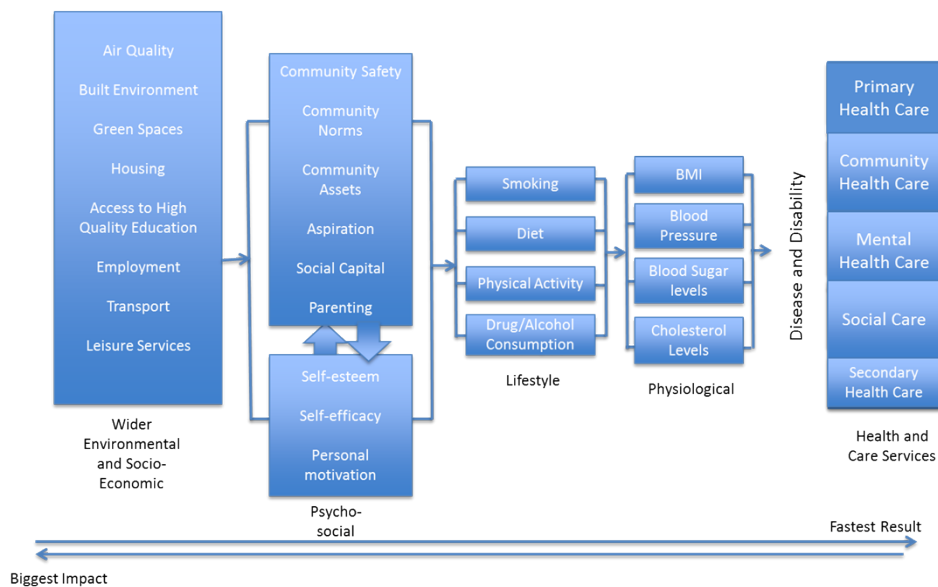 Air Quality
Built Environment
Green Spaces
Housing
Access to High
Quality Education
Employment
Transport
Leisure Services
Wider
Environmental
and Socio-
Economic
Community Safety
Community
Norms
Community
Assets
Aspiration
Social Capital
Parenting
Self-esteem
Self-efficacy
Personal
motivation
Psycho-
social
Smoking
Diet
Physical Activity
Drug/Alcohol
Consumption
Lifestyle
BMI
Blood
Pressure
Blood Sugar
levels
Cholesterol
Levels
Physiological
Disease and Disability
Primary
Health Care
Community
Health Care
Mental
Health Care
Social Care
Secondary
Health Care
Health and
Care Services
Fastest Result
Biggest Impact